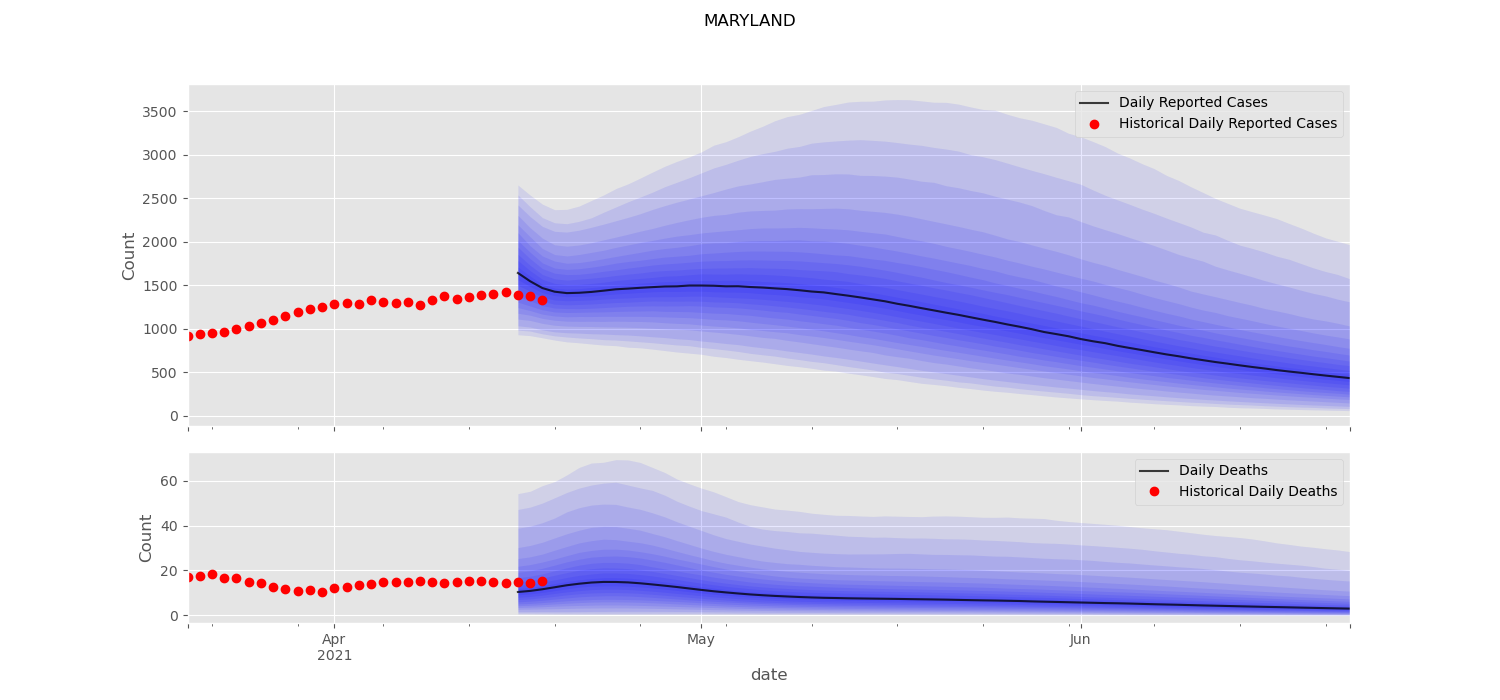 MARYLAND
3500
3000
2500
2000
1500
1000
500
0
Count
Daily Reported Cases
Historical Daily Reported Cases
60
40
20
0
Count
Daily Deaths
Historical Daily Deaths
Apr
2021
May
Jun
date